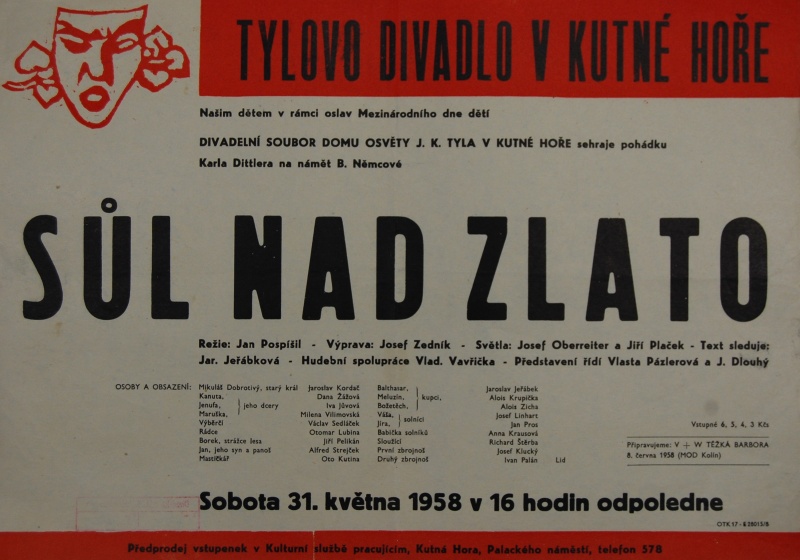 TYLOVO DIVADLO V KUTNÉ HOŘE
Našim dětem v rámci oslav Mezinárodního dne dětí
DIVADELNÍ SOUBOR DOMU OSVĚTY J. K. TYLA V KUTNÉ HOŘE sehraje pohádku
Karla Dittlera na námět B. Němcové
SŮL NAD ZLATO
Režie: Jan Pospíšil - Výprava: Josef Zedník - Světla: Josef Oberreiter a Jiří Plaček - Text sleduje:
Jar. Jeřábková - Hudební spolupráce Vlad. Vavřička - Představení řídí Vlasta Pázlerová a J. Dlouhý
OSOBY A OBSAZENÍ: Mikuláš Dobrotivý, starý král Jaroslav Kordač Balthasar, Jaroslav Jeřábek
Kanuta, Dana Zážová Meluzín, kupci, Alois Krupička
Jenufa, jeho dcery Iva Jůvová Božetěch, Alois Zicha
Maruška, Milena Vilímovská Váša, solníci Josef Linhart
Výběrčí Václav Sedláček Jíra, Jan Pros
Rádce Otomar Lubina Babička solníků Anna Krausová
Borek, strážce lesa Jiří Pelikán Sloužící Richard Štěrba
Jan, jeho syn a panoš Alfred Strejček První zbrojnoš Josef Klucký
Mastičkář Oto Kutina Druhý zbrojnoš Ivan Palán Lid
Vstupné 6, 5, 4, 3 Kčs
Připravujeme: V + W TĚŽKÁ BARBORA
8. června 1958 (MOD Kolín)
Sobota 31. května 1958 v 16 hodin odpoledne
Předprodej vstupenek v Kulturní službě pracujícím, Kutná Hora, Palackého náměstí, telefon 578